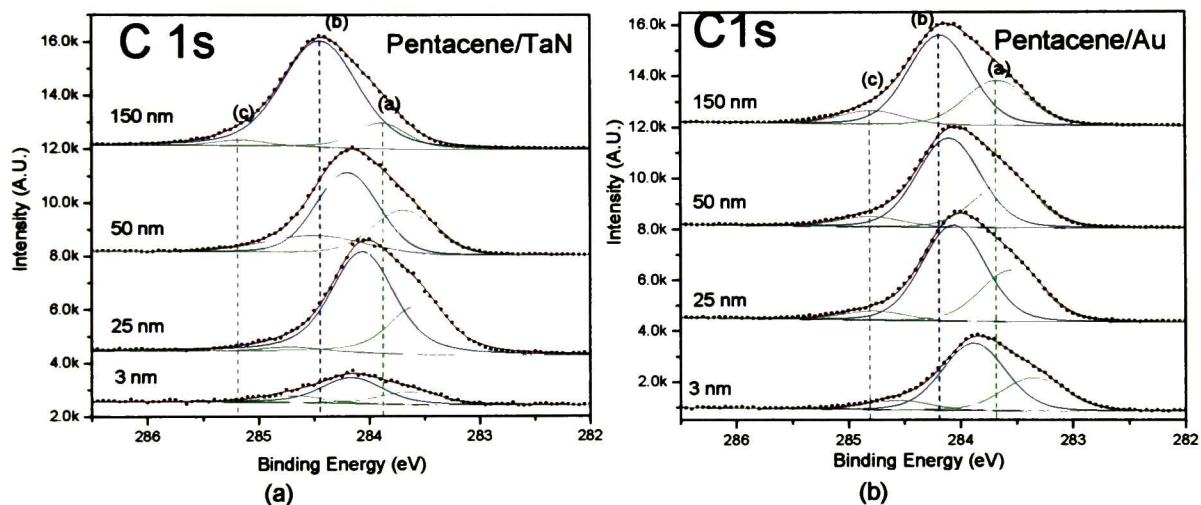 C 1s
Pentacene/TaN
(b)
(a)
(c)
150 nm
50 nm
25 nm
3 nm
16.0k
14.0k
12.0k
10.0k
8.0k
6.0k
4.0k
2.0k
Intensity (A.U.)
286
285
284
283
282
Binding Energy (eV)
(a)
C1s
Pentacene/Au
(b)
(a)
(c)
150 nm
50 nm
25 nm
3 nm
16.0k
14.0k
12.0k
10.0k
8.0k
6.0k
4.0k
2.0k
Intensity (A.U.)
286
285
284
283
282
Binding Energy (eV)
(b)